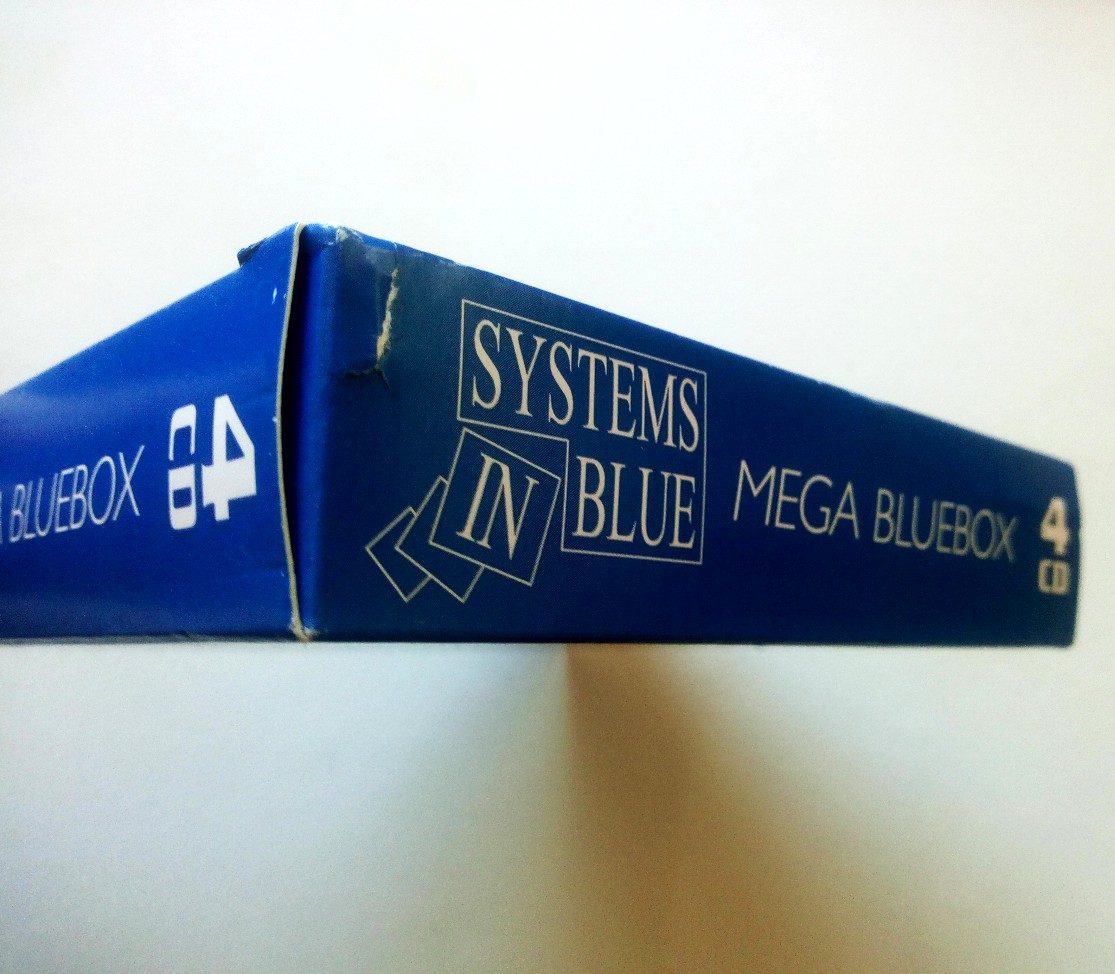 BLUEBOX
4
CD
SYSTEMS
IN BLUE
MEGA BLUEBOX
4
CD